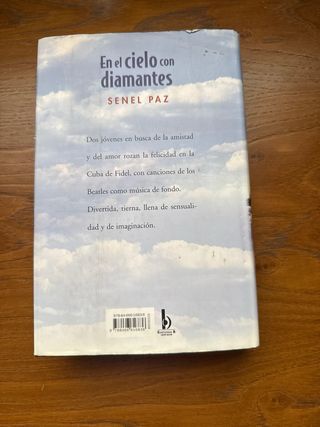 En el cielo con
diamantes
SENEL PAZ
Dos jóvenes en busca de la amistad
y del amor rozan la felicidad en la
Cuba de Fidel, con canciones de los
Beatles como música de fondo.
Divertida, tierna, llena de sensuali-
dad y de imaginación.